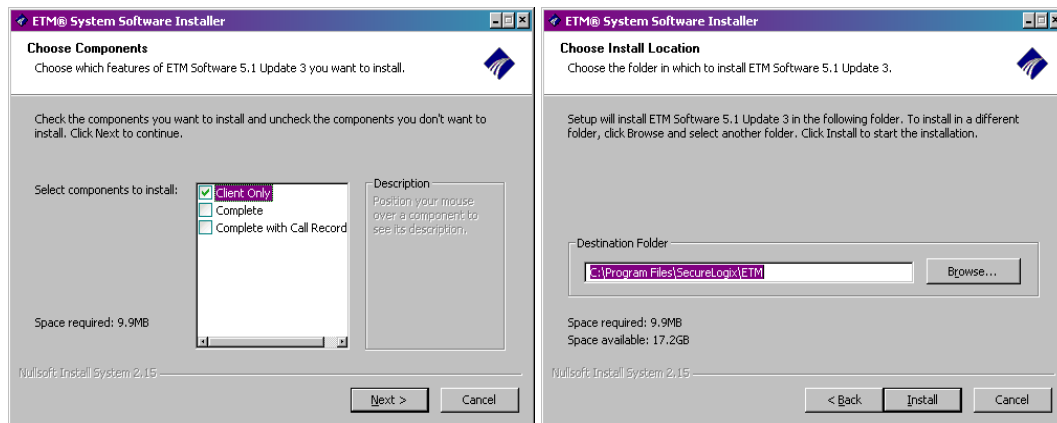 ETM® System Software Installer
Choose Components
Choose which features of ETM Software 5.1 Update 3 you want to install.
Check the components you want to install and uncheck the components you don't want to
install. Click Next to continue.
Select components to install:
Client Only
Complete
Complete with Call Record
Description
Position your mouse
over a component to
see its description.
Space required: 9.9MB
Nullsoft Install System 2.15
Next >
Cancel
ETM® System Software Installer
Choose Install Location
Choose the folder in which to install ETM Software 5.1 Update 3.
Setup will install ETM Software 5.1 Update 3 in the following folder. To install in a different
folder, click Browse and select another folder. Click Install to start the installation.
Destination Folder
C:\Program Files\SecureLogix\ETM
Browse...
Space required: 9.9MB
Space available: 17.2GB
Nullsoft Install System 2.15
< Back
Install
Cancel